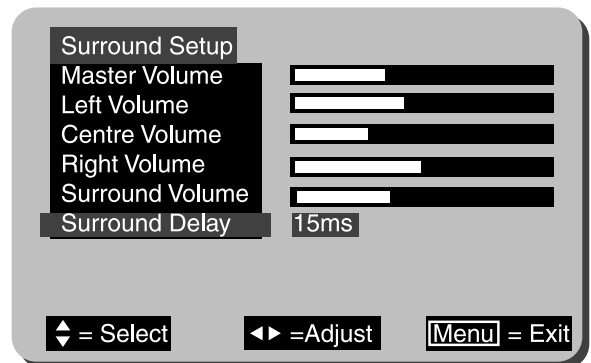 Surround Setup
Master Volume
Left Volume
Centre Volume
Right Volume
Surround Volume
Surround Delay 15ms
= Select =Adjust Menu = Exit